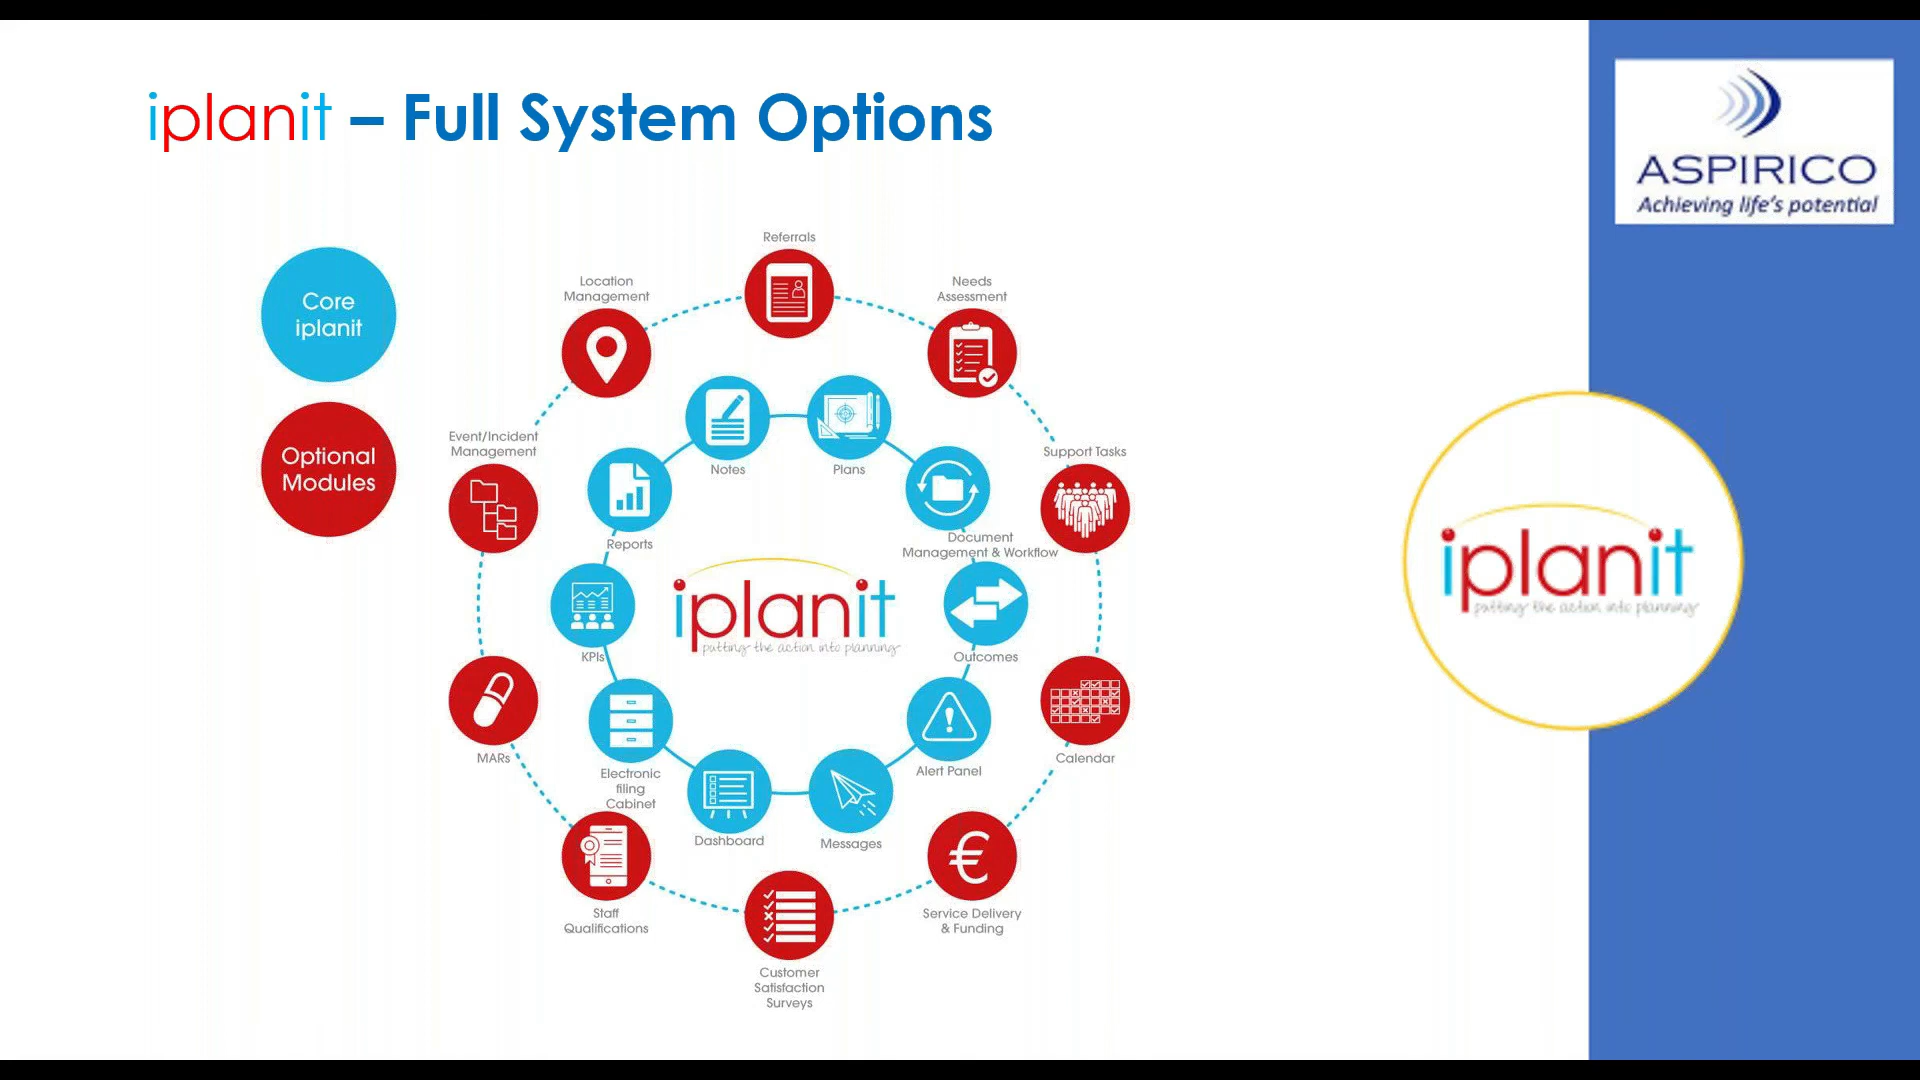 iplanit – Full System Options
ASPIRICO
Achieving life's potential
Core
iplanit
Optional
Modules
Referrals
Location
Management
Needs
Assessment
Event/Incident
Management
Support Tasks
Notes
Plans
Reports
Document
Management & Workflow
KPIs
Outcomes
iplanit
putting the action into planning
iplanit
putting the action into planning
MARs
Electronic
filing
Cabinet
Alert Panel
Calendar
Dashboard
Messages
€
Staff
Qualifications
Service Delivery
& Funding
Customer
Satisfaction
Surveys